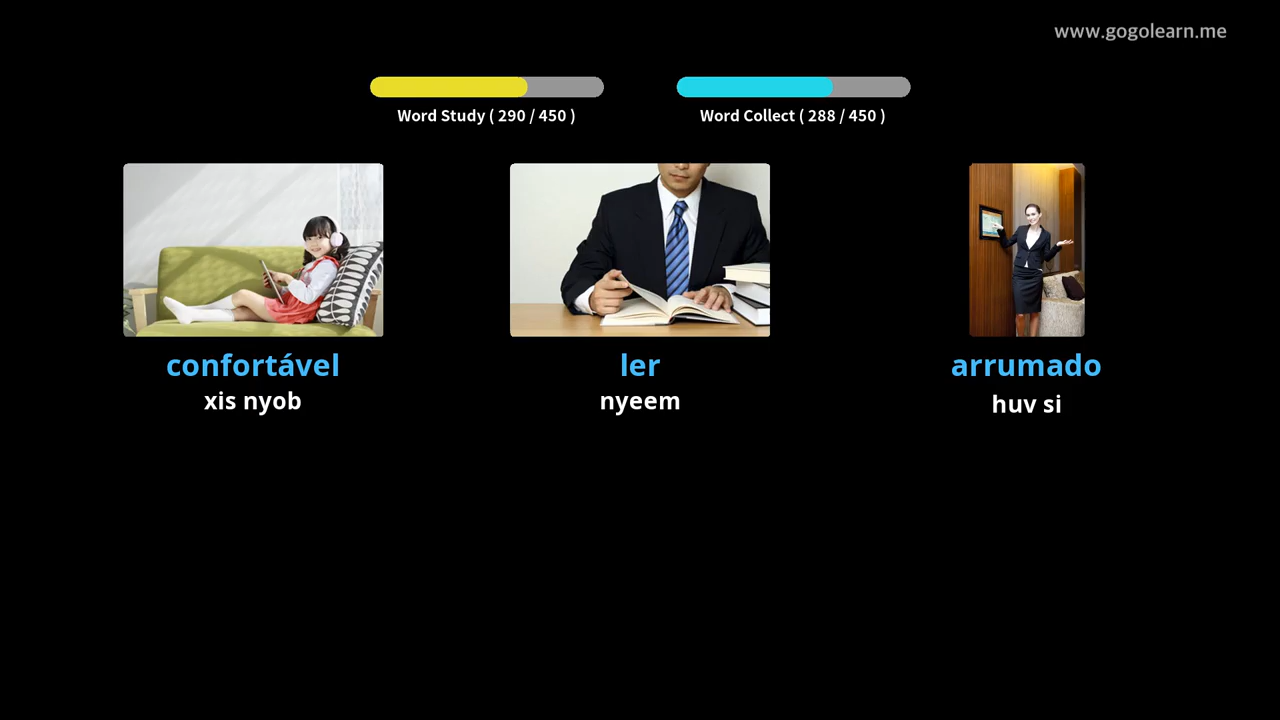 www.gogolearn.me
Word Study ( 290 / 450 )
Word Collect ( 288 / 450 )
confortável
xis nyob
ler
nyeem
arrumado
huv si